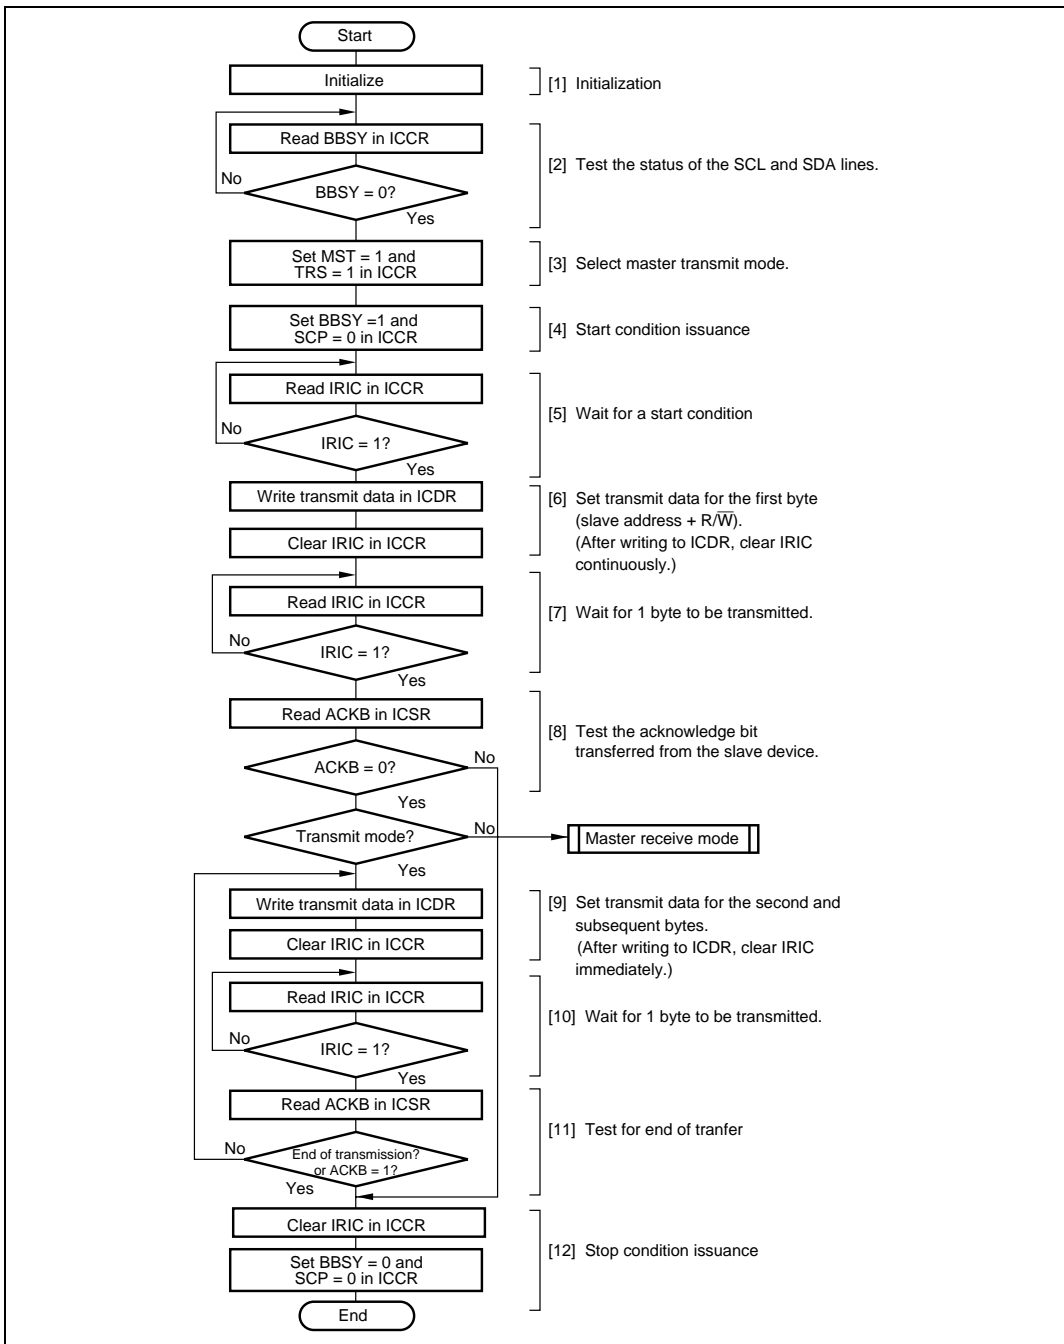 Start
Initialize
[1] Initialization
Read BBSY in ICCR
No
BBSY = 0?
Yes
[2] Test the status of the SCL and SDA lines.
Set MST = 1 and
TRS = 1 in ICCR
[3] Select master transmit mode.
Set BBSY =1 and
SCP = 0 in ICCR
[4] Start condition issuance
Read IRIC in ICCR
No
IRIC = 1?
Yes
[5] Wait for a start condition
Write transmit data in ICDR
Clear IRIC in ICCR
[6] Set transmit data for the first byte
(slave address + R/W̅).
(After writing to ICDR, clear IRIC
continuously.)
Read IRIC in ICCR
No
IRIC = 1?
Yes
[7] Wait for 1 byte to be transmitted.
Read ACKB in ICSR
ACKB = 0?
No
Yes
[8] Test the acknowledge bit
transferred from the slave device.
Transmit mode?
No
Master receive mode
Yes
Write transmit data in ICDR
Clear IRIC in ICCR
[9] Set transmit data for the second and
subsequent bytes.
(After writing to ICDR, clear IRIC
immediately.)
Read IRIC in ICCR
No
IRIC = 1?
Yes
[10] Wait for 1 byte to be transmitted.
Read ACKB in ICSR
No
End of transmission?
or ACKB = 1?
Yes
[11] Test for end of tranfer
Clear IRIC in ICCR
Set BBSY = 0 and
SCP = 0 in ICCR
[12] Stop condition issuance
End